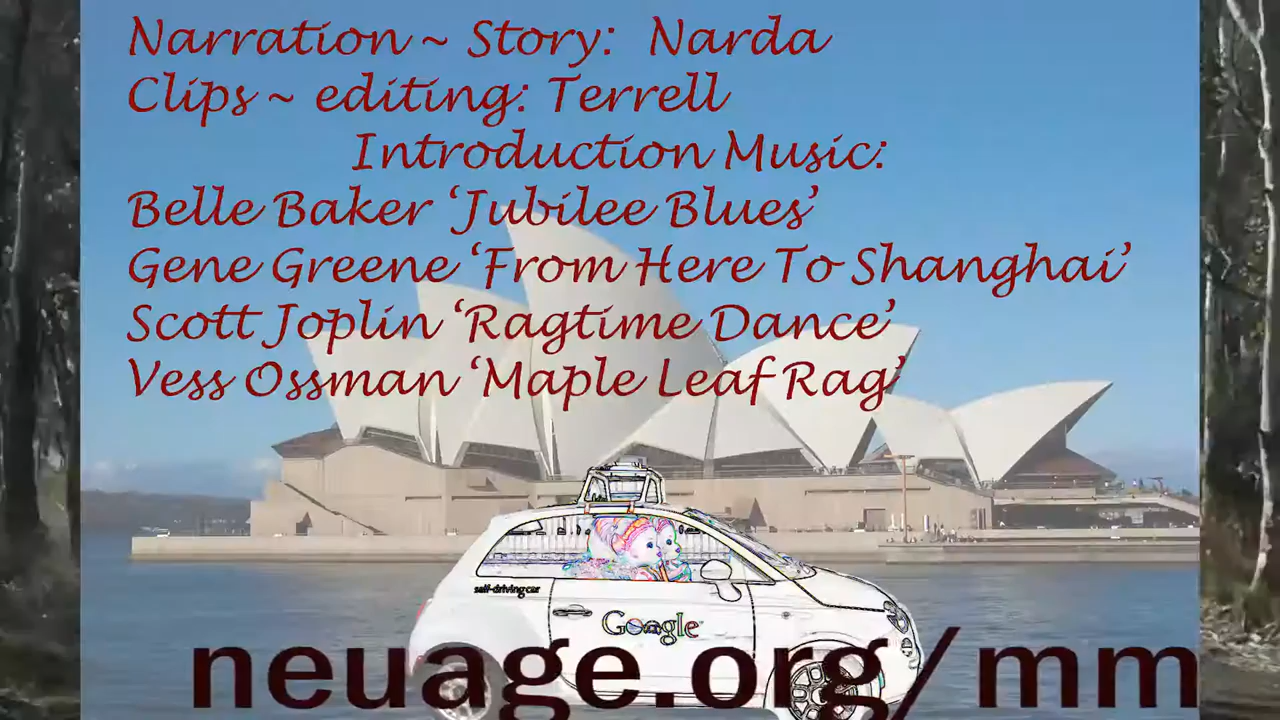 Narration ~ Story: Narda
Clips ~ editing: Terrell
Introduction Music:
Belle Baker ‘Jubilee Blues’
Gene Greene ‘From Here To Shanghai’
Scott Joplin ‘Ragtime Dance’
Vess Ossman ‘Maple Leaf Rag’
self-driving car
Google
neuage.org/mm